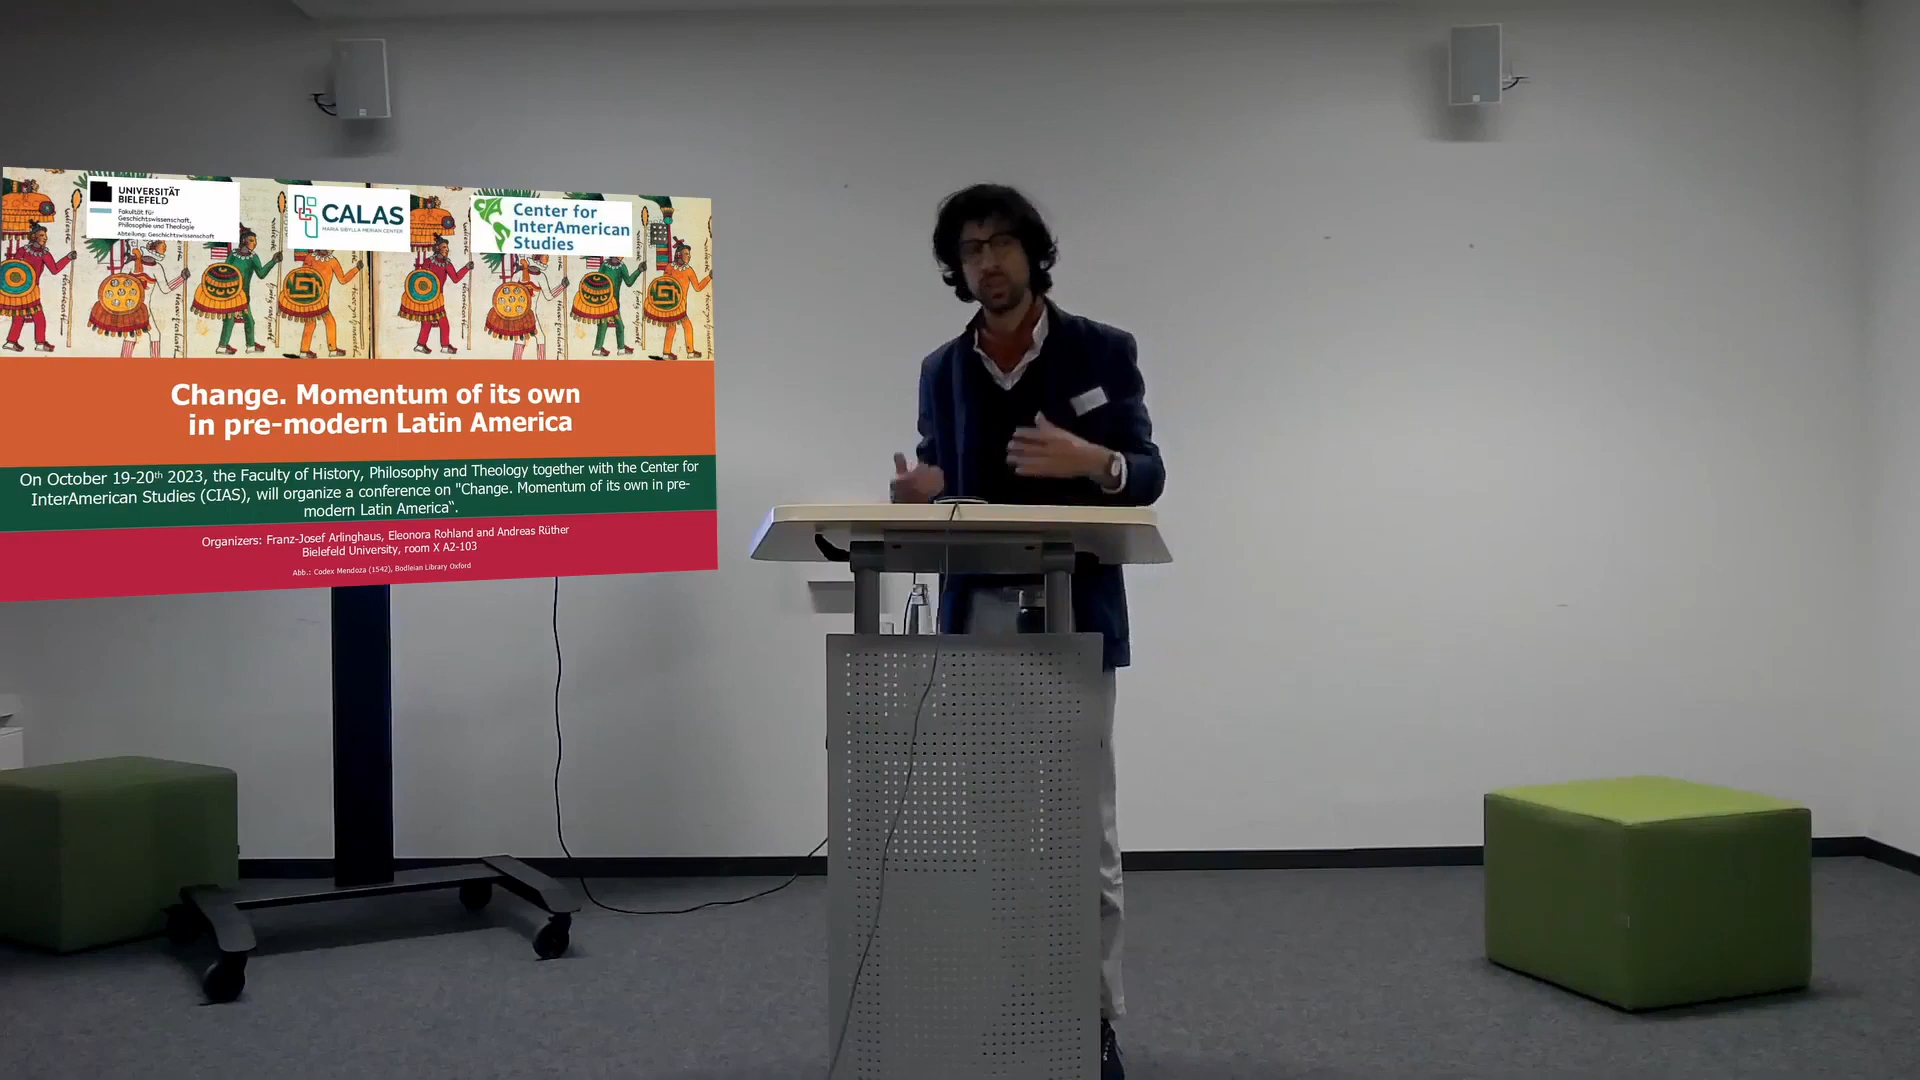 UNIVERSITÄT
BIELEFELD
Fakultät für
Geschichtswissenschaft,
Philosophie und Theologie
Abteilung: Geschichtswissenschaft
CALAS
MARIA SIBYLLA MERIAN CENTER
CIAS
Center for
InterAmerican
Studies
Change. Momentum of its own
in pre-modern Latin America
On October 19-20th 2023, the Faculty of History, Philosophy and Theology together with the Center for
InterAmerican Studies (CIAS), will organize a conference on "Change. Momentum of its own in pre-
modern Latin America“.
Organizers: Franz-Josef Arlinghaus, Eleonora Rohland and Andreas Rüther
Bielefeld University, room X A2-103
Abb.: Codex Mendoza (1542), Bodleian Library Oxford